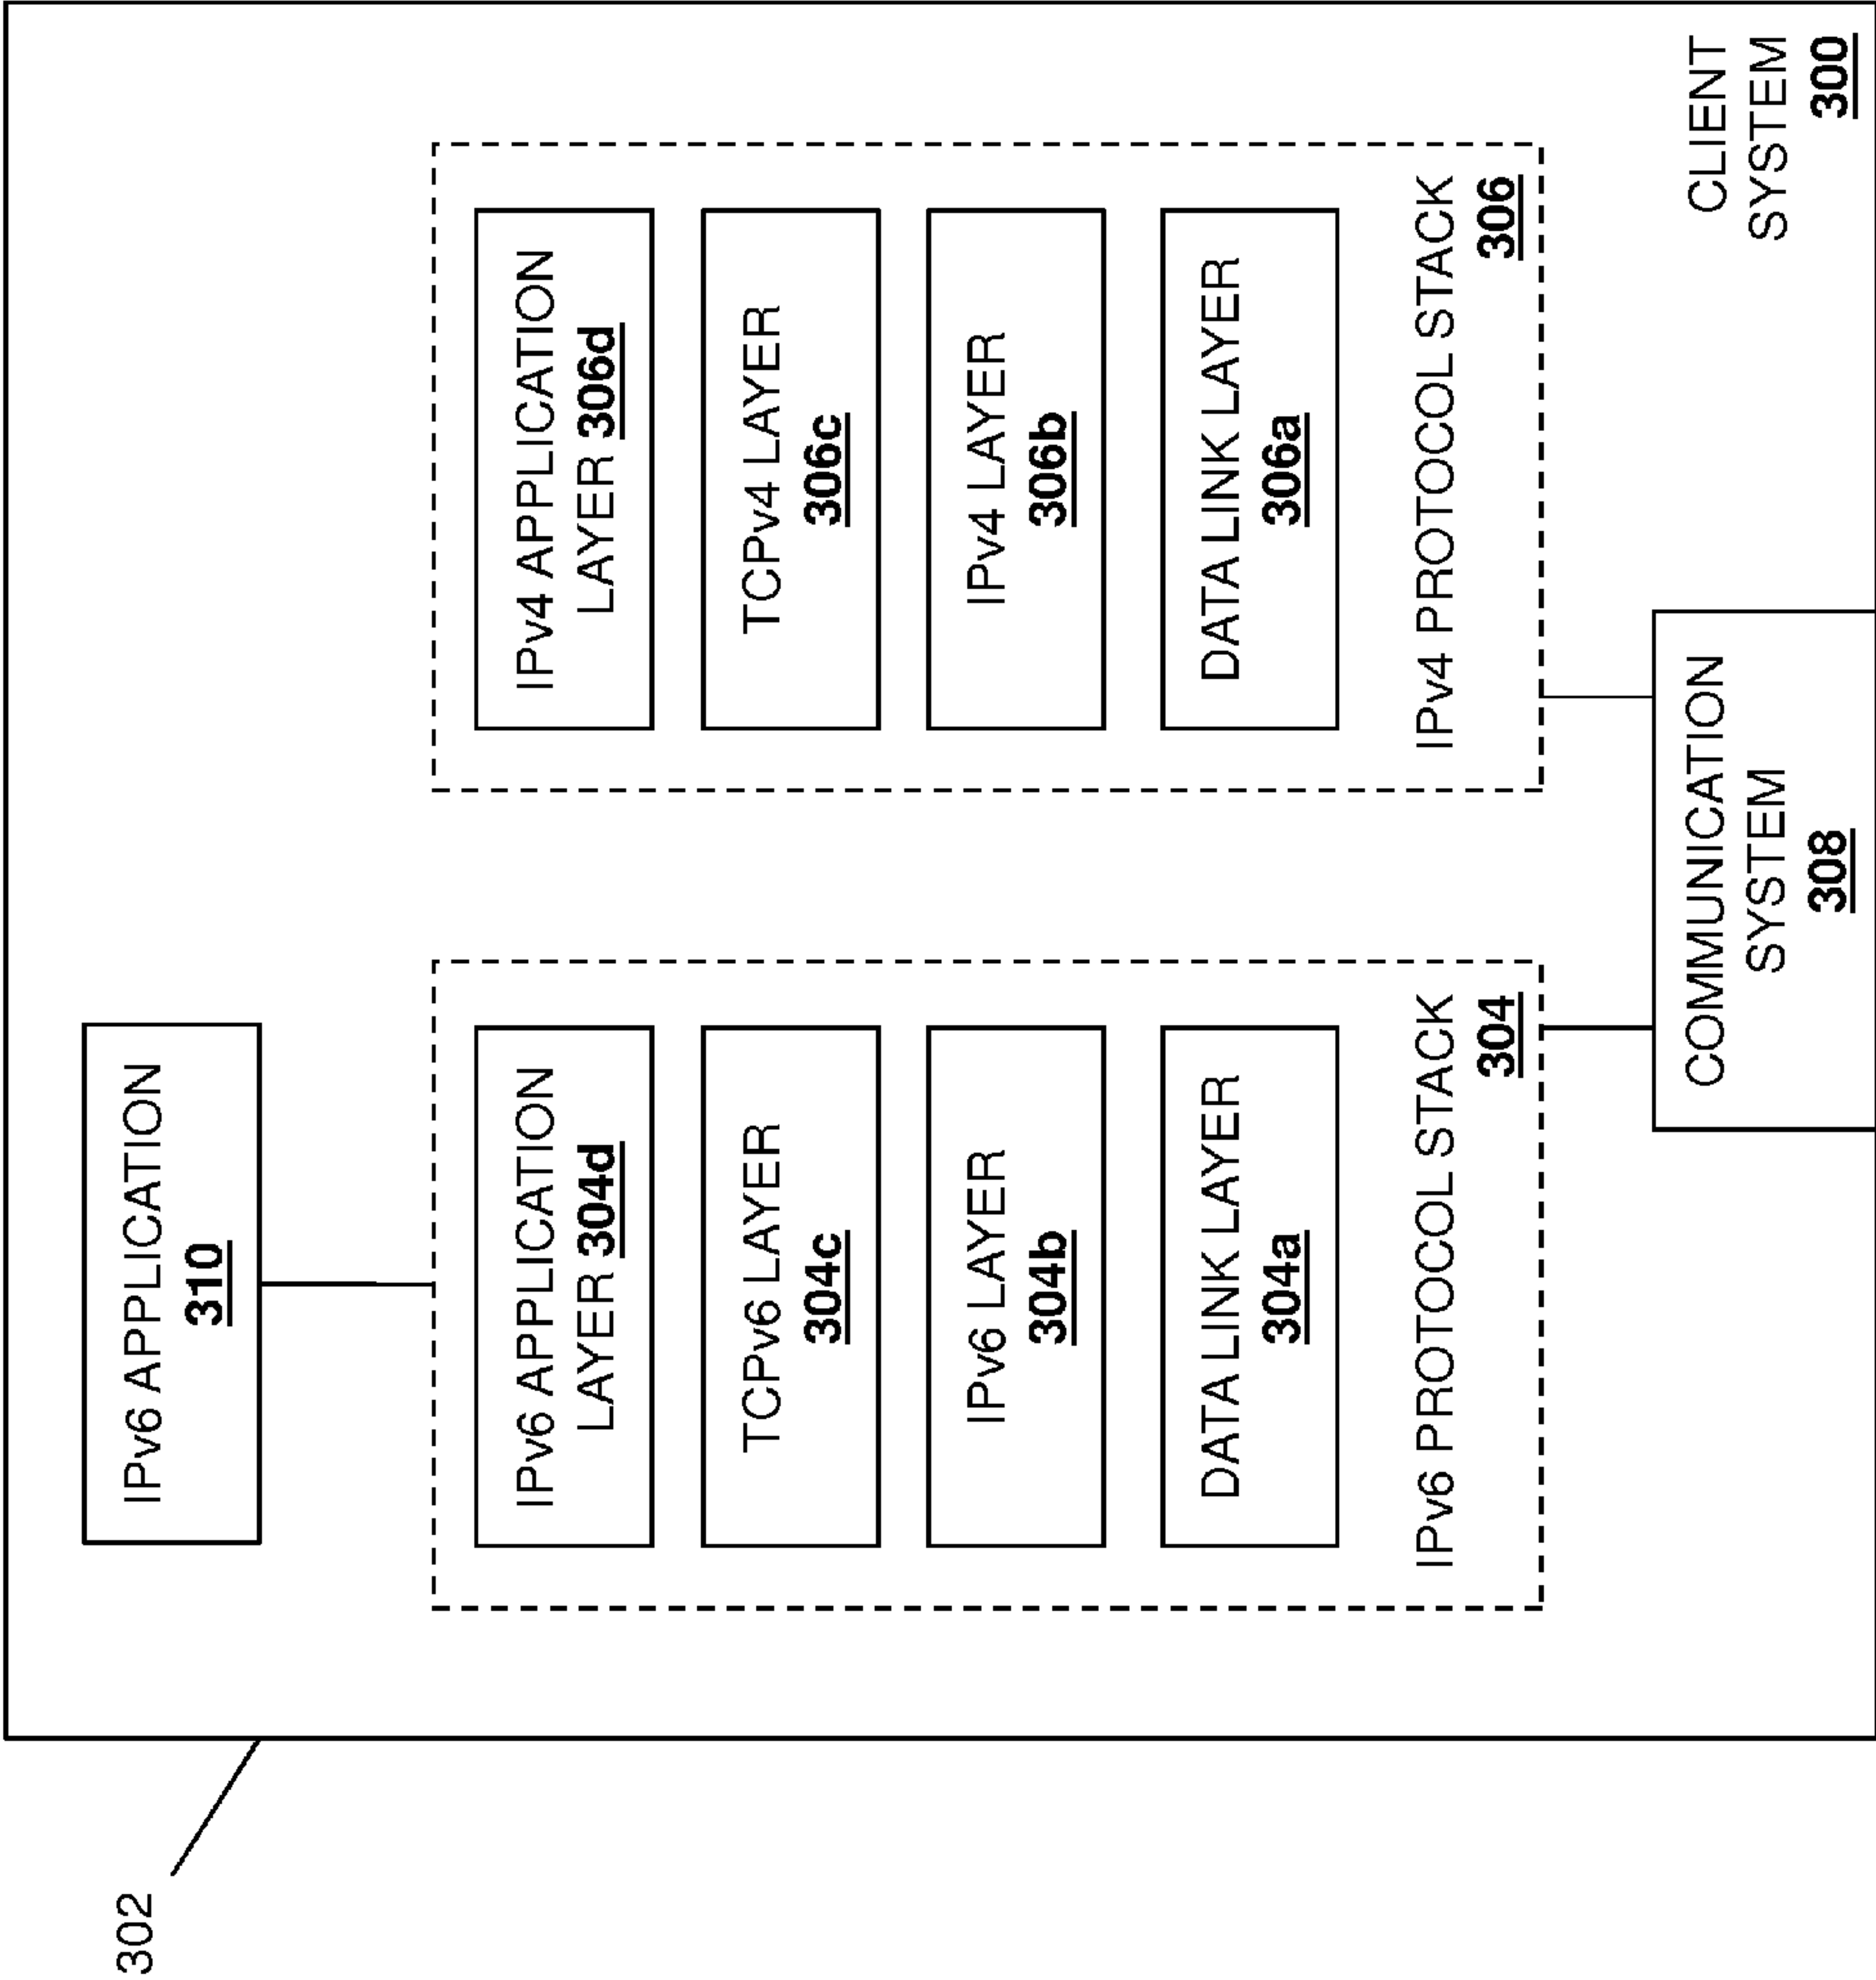 302
IPv6 APPLICATION
310
IPv6 APPLICATION
LAYER 304d
TCPv6 LAYER
304c
IPv6 LAYER
304b
DATA LINK LAYER
304a
IPv6 PROTOCOL STACK
304
IPv4 APPLICATION
LAYER 306d
TCPv4 LAYER
306c
IPv4 LAYER
306b
DATA LINK LAYER
306a
IPv4 PROTOCOL STACK
306
COMMUNICATION
SYSTEM
308
CLIENT
SYSTEM
300